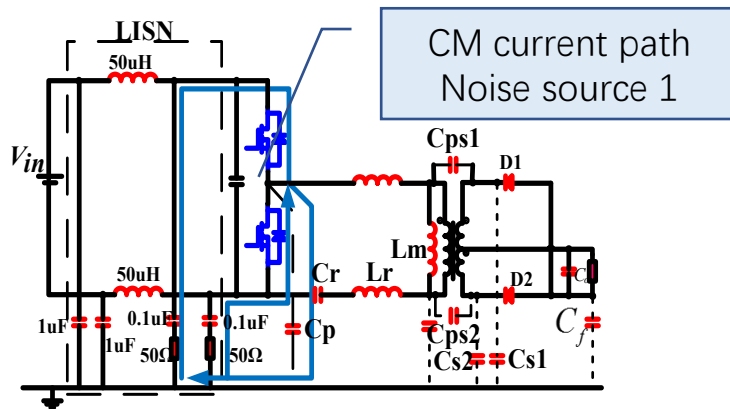 LISN
50uH
CM current path
Noise source 1
Vin
Cps1
D1
Lm
50uH
Cr
Lr
D2
1uF
0.1uF
0.1uF
1uF
50Ω
50Ω
Cp
Cps2
Cs2
Cs1
Cf